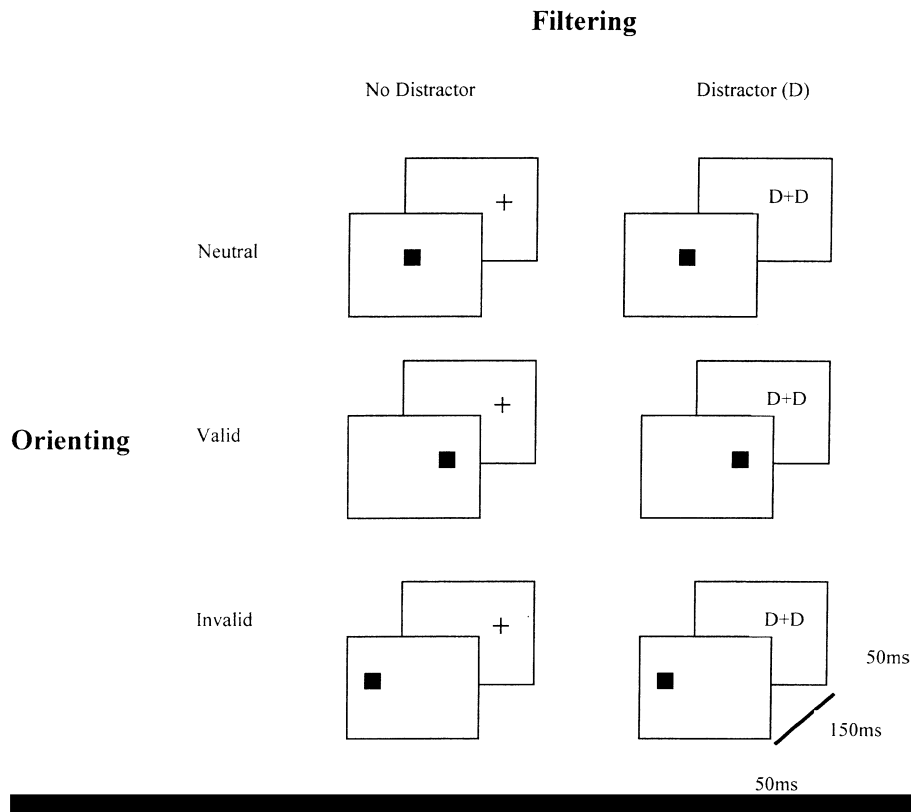 Filtering
No Distractor Distractor (D)
+ D+D
Neutral
+ D+D
Orienting Valid
+ D+D
Invalid
50ms
150ms
50ms